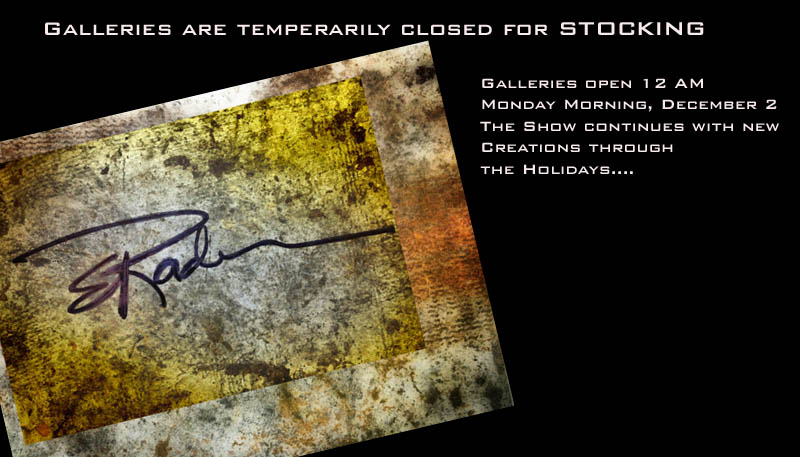 Galleries are temperarily closed for STOCKING
Galleries open 12 AM
Monday Morning, December 2
The Show continues with new
Creations through
the Holidays....